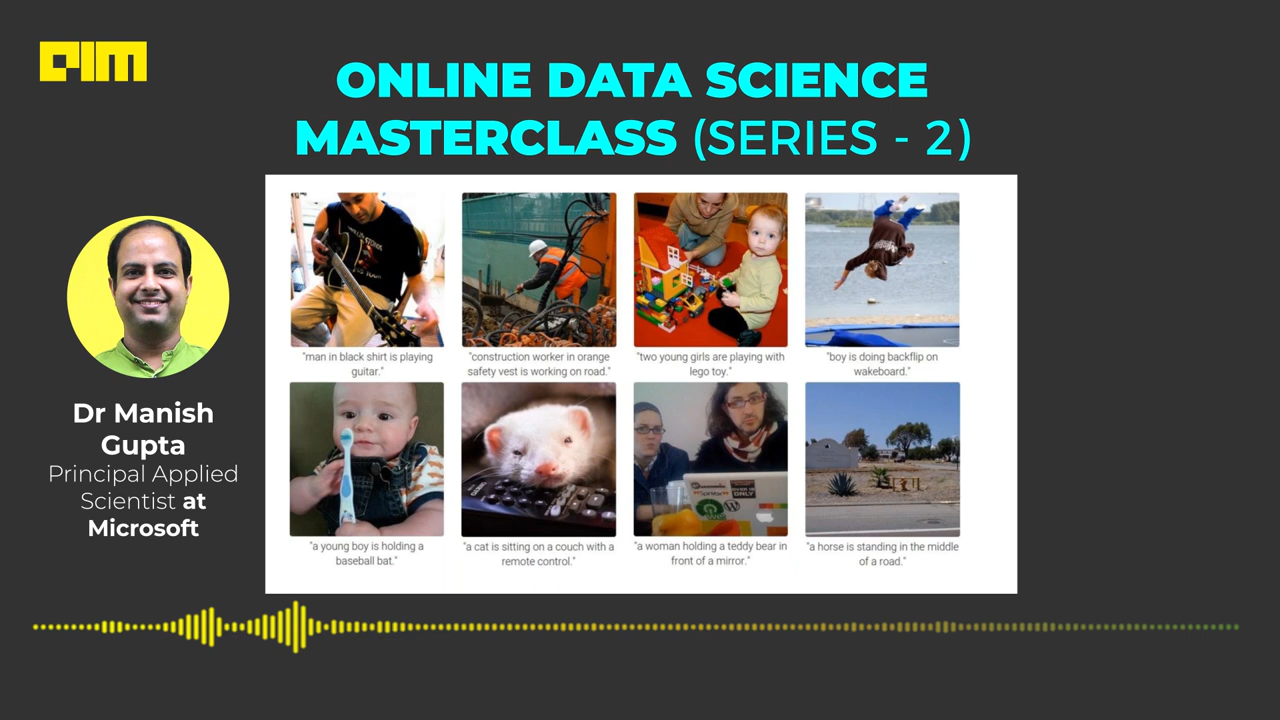 AIM
ONLINE DATA SCIENCE
MASTERCLASS (SERIES - 2)
"man in black shirt is playing
guitar."
"construction worker in orange
safety vest is working on road."
"two young girls are playing with
lego toy."
"boy is doing backflip on
wakeboard."
Dr Manish
Gupta
Principal Applied
Scientist at
Microsoft
"a young boy is holding a
baseball bat."
"a cat is sitting on a couch with a
remote control."
"a woman holding a teddy bear in
front of a mirror."
"a horse is standing in the middle
of a road."